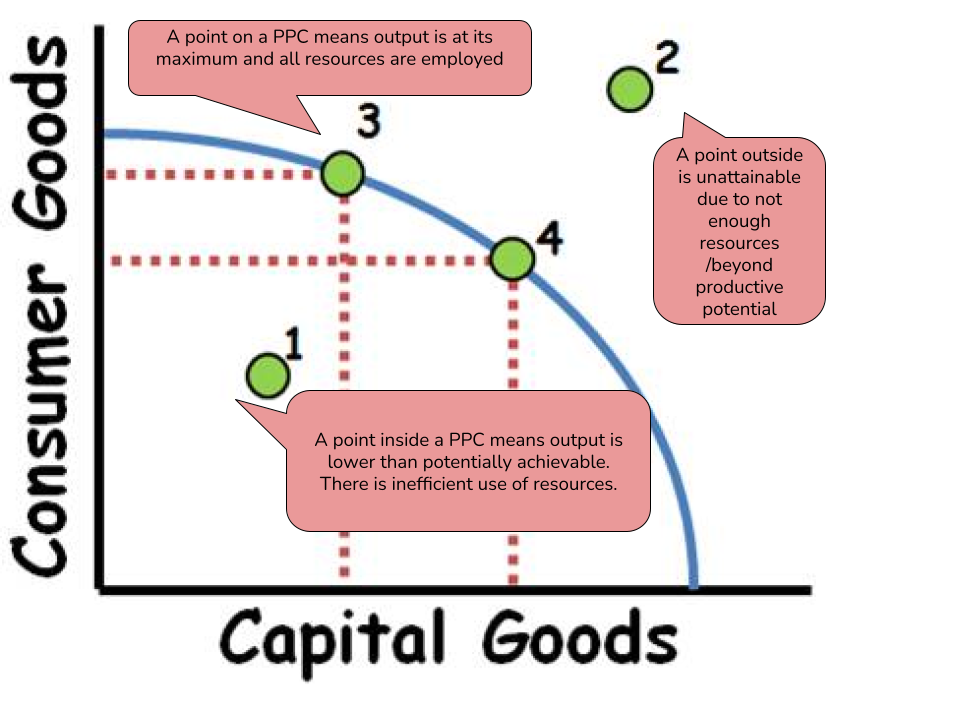 A point on a PPC means output is at its
maximum and all resources are employed
2
3
A point outside
is unattainable
due to not
enough
resources
/beyond
productive
potential
4
1
A point inside a PPC means output is
lower than potentially achievable.
There is inefficient use of resources.
Consumer Goods
Capital Goods